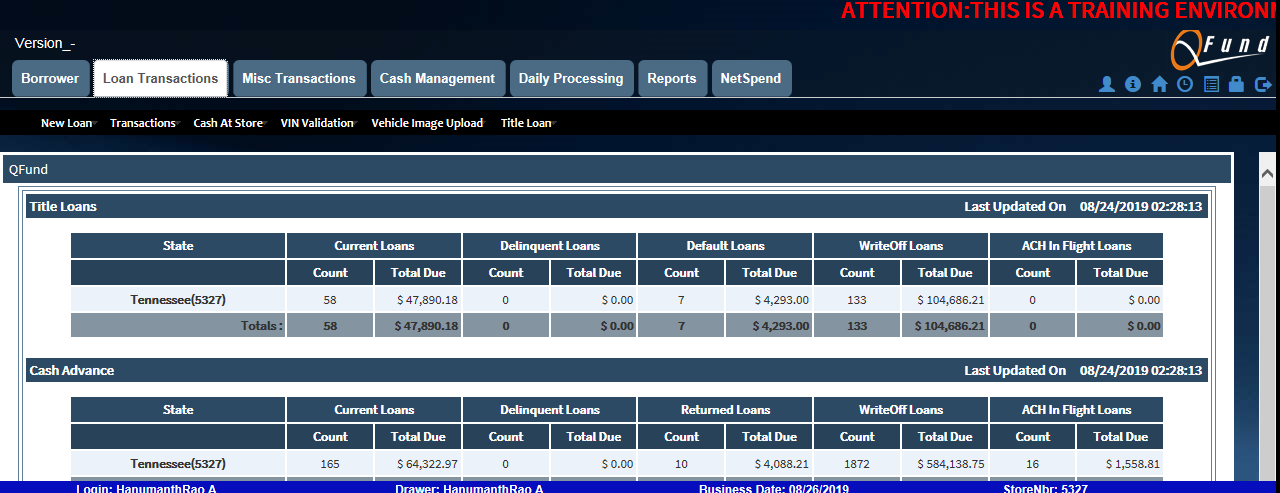 ATTENTION:THIS IS A TRAINING ENVIRON
Version_-
QFund
Borrower Loan Transactions Misc Transactions Cash Management Daily Processing Reports NetSpend
New Loan Transactions Cash At Store VIN Validation Vehicle Image Upload Title Loan
QFund
Title Loans Last Updated On 08/24/2019 02:28:13
State Current Loans Delinquent Loans Default Loans WriteOff Loans ACH In Flight Loans
Count Total Due Count Total Due Count Total Due Count Total Due Count Total Due
Tennessee(5327) 58 $ 47,890.18 0 $ 0.00 7 $ 4,293.00 133 $ 104,686.21 0 $ 0.00
Totals : 58 $ 47,890.18 0 $ 0.00 7 $ 4,293.00 133 $ 104,686.21 0 $ 0.00
Cash Advance Last Updated On 08/24/2019 02:28:13
State Current Loans Delinquent Loans Returned Loans WriteOff Loans ACH In Flight Loans
Count Total Due Count Total Due Count Total Due Count Total Due Count Total Due
Tennessee(5327) 165 $ 64,322.97 0 $ 0.00 10 $ 4,088.21 1872 $ 584,138.75 16 $ 1,558.81
Login: HanumanthRao A Drawer: HanumanthRao A Business Date: 08/26/2019 StoreNbr: 5327